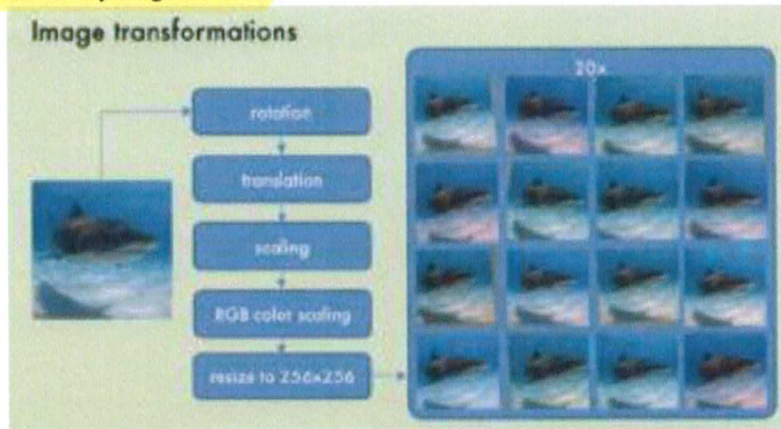 Image transformations
20x
rotation
translation
scaling
RGB color scaling
resize to 256x256